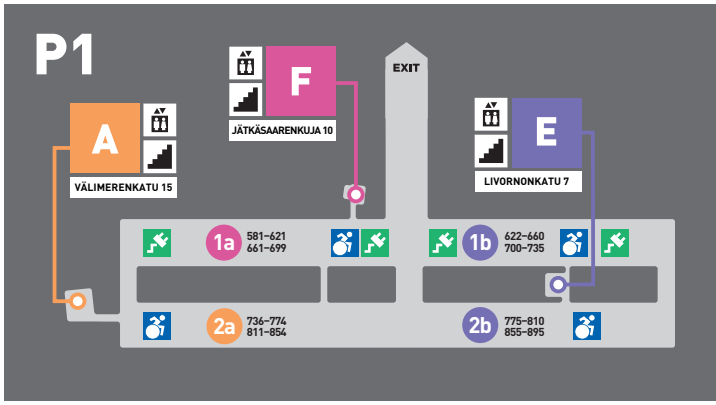 P1
F
JÄTKÄSAARENKUJA 10
EXIT
A
VÄLIMERENKATU 15
E
LIVORNONKATU 7
1a
581–621
661–699
1b
622–660
700–735
2a
736–774
811–854
2b
775–810
855–895